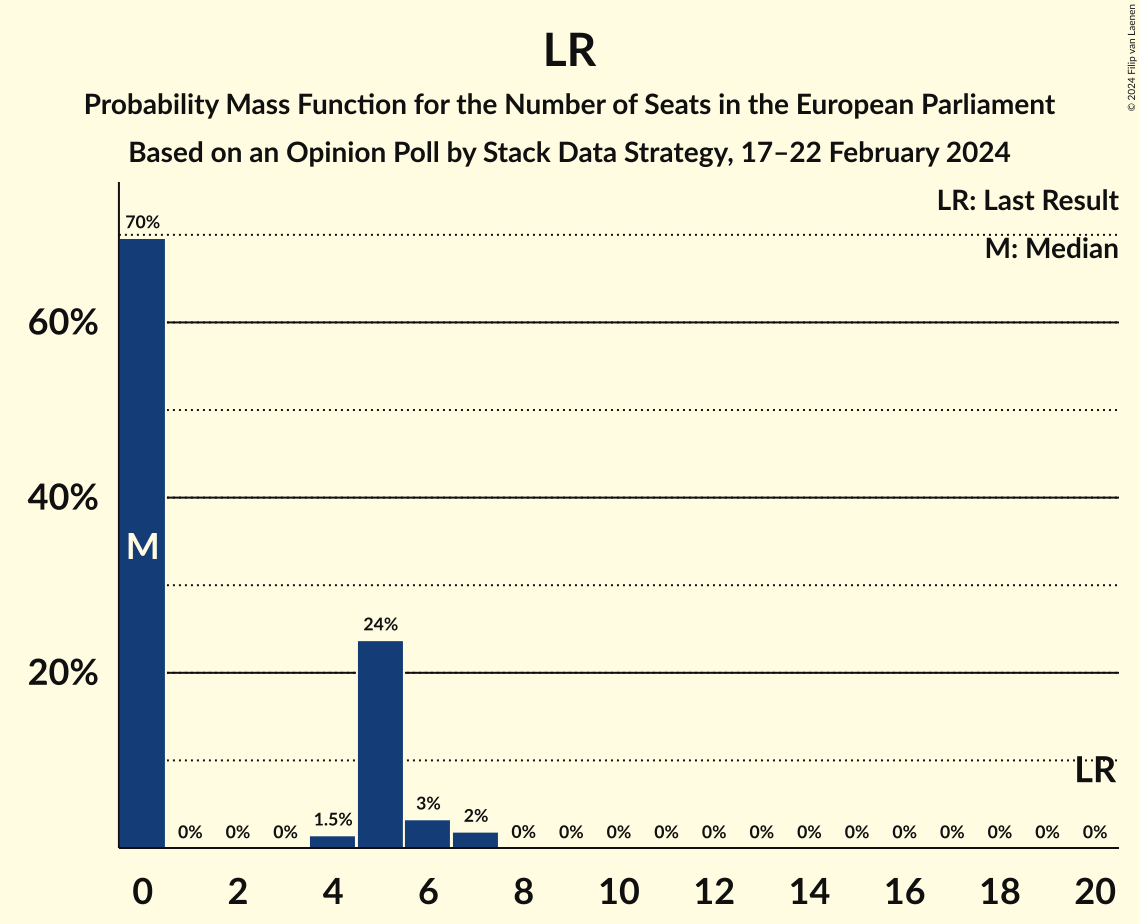 LR
Probability Mass Function for the Number of Seats in the European Parliament
Based on an Opinion Poll by Stack Data Strategy, 17–22 February 2024
© 2024 Filip van Laenen
LR: Last Result
M: Median
70%
60%
M
40%
24%
20%
LR
0% 0% 0% 1.5% 3% 2% 0% 0% 0% 0% 0% 0% 0% 0% 0% 0% 0% 0% 0%
0 2 4 6 8 10 12 14 16 18 20